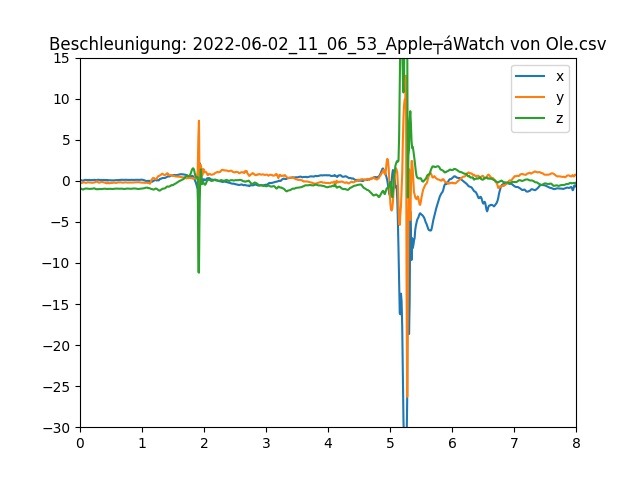 Beschleunigung: 2022-06-02_11_06_53_Apple┬áWatch von Ole.csv
x
y
z
15
10
5
0
−5
−10
−15
−20
−25
−30
0 1 2 3 4 5 6 7 8